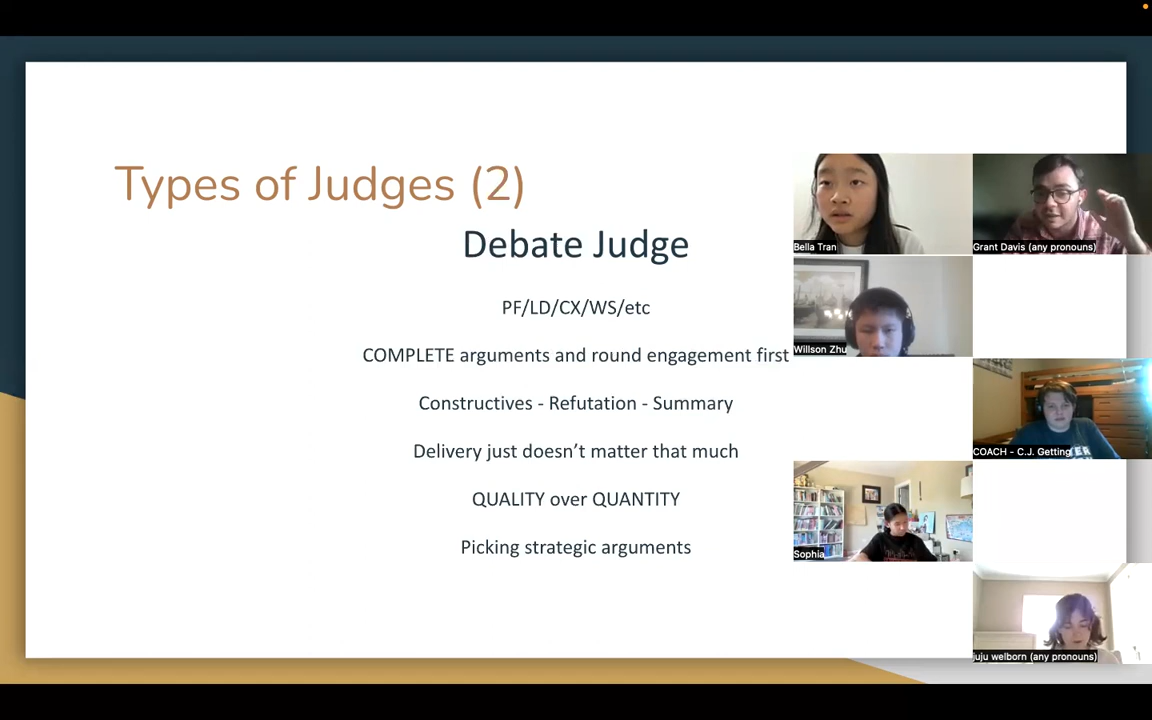 Types of Judges (2)
Debate Judge
PF/LD/CX/WS/etc
COMPLETE arguments and round engagement first
Constructives - Refutation - Summary
Delivery just doesn’t matter that much
QUALITY over QUANTITY
Picking strategic arguments
Bella Tran
Grant Davis (any pronouns)
Willson Zhu
COACH - C.J. Getting
Sophia
juju welborn (any pronouns)